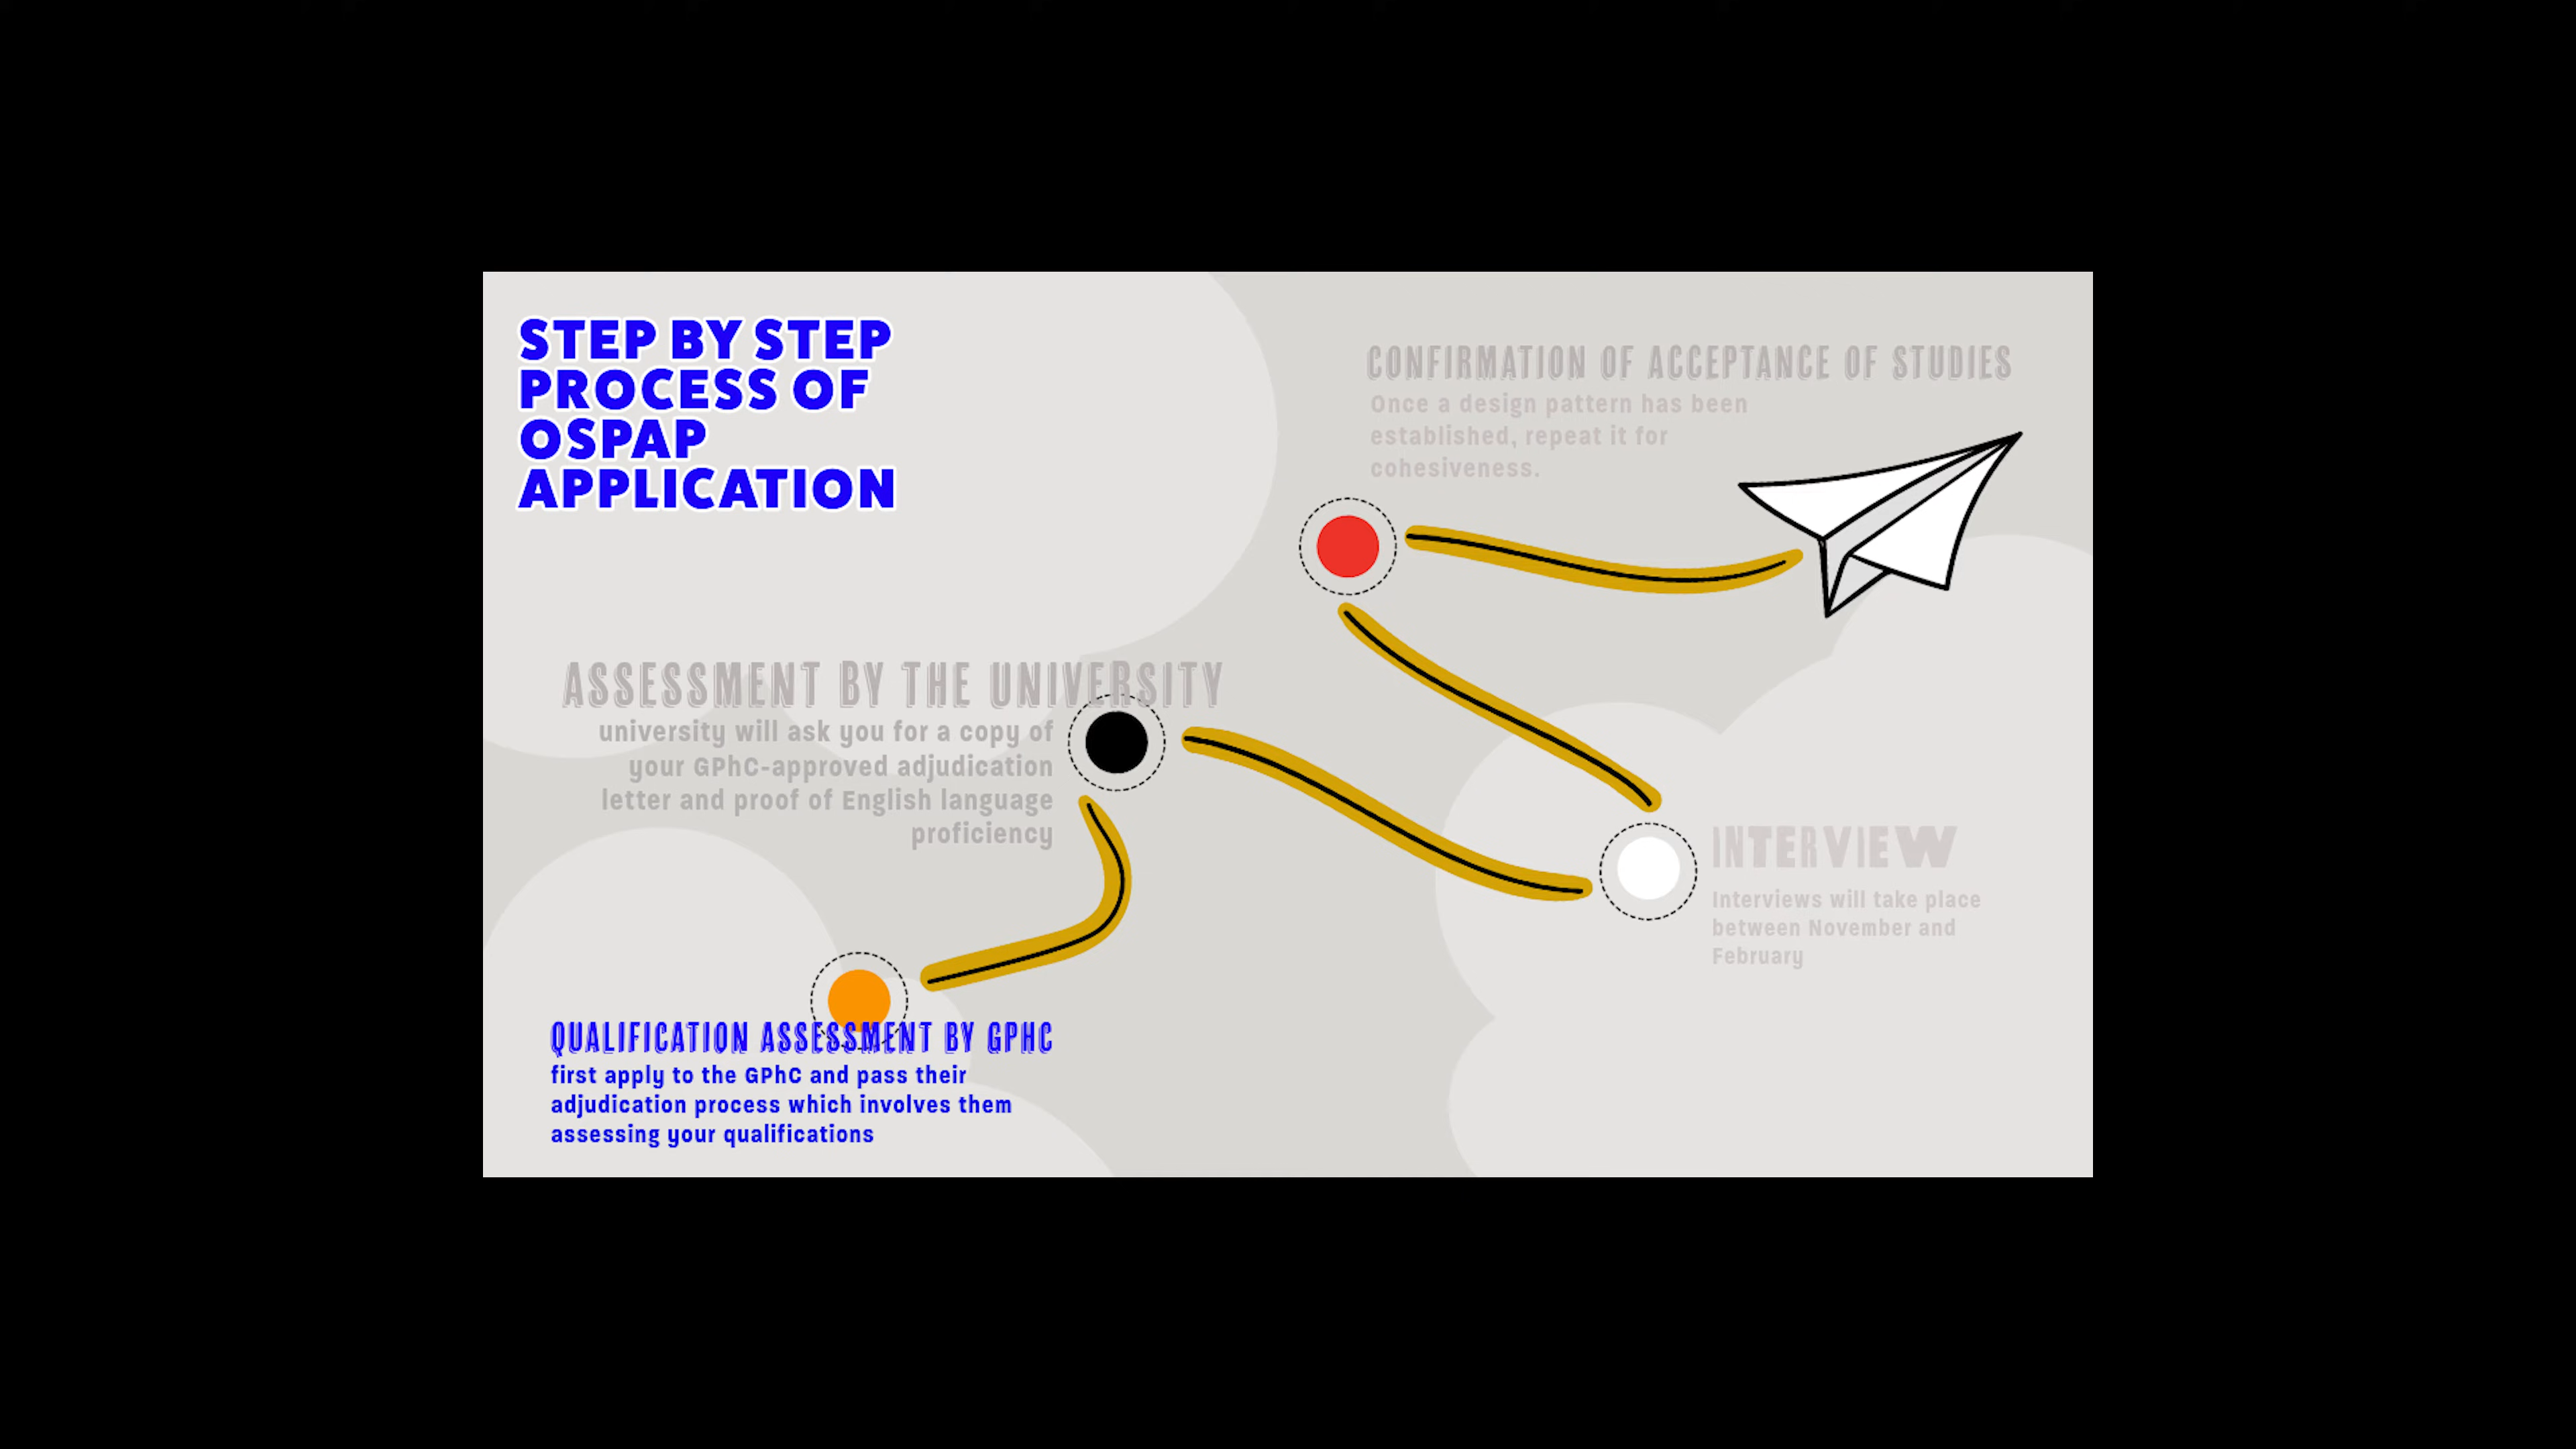 STEP BY STEP
PROCESS OF
OSPAP
APPLICATION
CONFIRMATION OF ACCEPTANCE OF STUDIES
Once a design pattern has been
established, repeat it for
cohesiveness.
ASSESSMENT BY THE UNIVERSITY
university will ask you for a copy of
your GPhC-approved adjudication
letter and proof of English language
proficiency
INTERVIEW
Interviews will take place
between November and
February
QUALIFICATION ASSESSMENT BY GPHC
first apply to the GPhC and pass their
adjudication process which involves them
assessing your qualifications